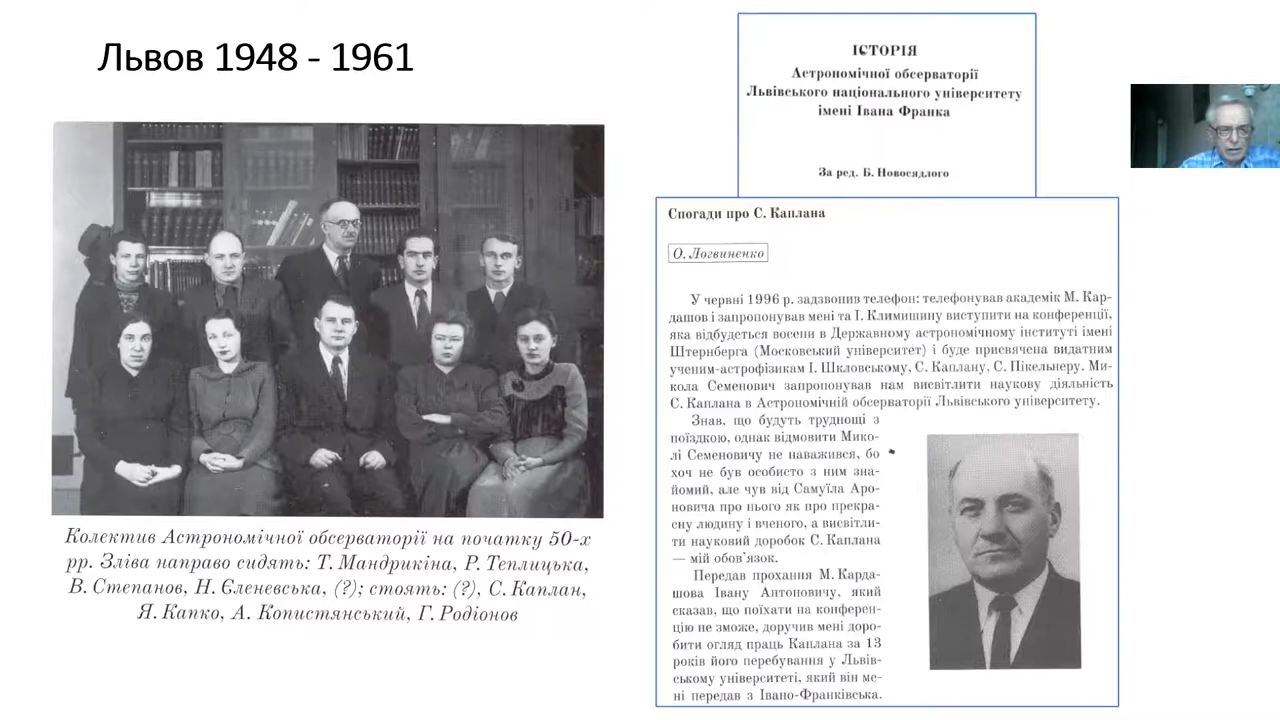 Львов 1948 - 1961
Колектив Астрономічної обсерваторії на початку 50-х
рр. Зліва направо сидять: Т. Мандрикіна, Р. Теплицька,
В. Степанов, Н. Єленевська, (?); стоять: (?), С. Каплан,
Я. Капко, А. Копистянський, Г. Родіонов
ІСТОРІЯ
Астрономічної обсерваторії
Львівського національного університету
імені Івана Франка
За ред. Б. Новосядлого
Спогади про С. Каплана
О. Логвиненко
У червні 1996 р. задзвонив телефон: телефонував академік М. Кар-
дашов і запропонував мені та І. Климишину виступити на конференції,
яка відбудеться восени в Державному астрономічному інституті імені
Штернберга (Московський університет) і буде присвячена видатним
ученим-астрофізикам І. Шкловському, С. Каплану, С. Пікельнеру. Ми-
кола Семенович запропонував нам висвітлити наукову діяльність
С. Каплана в Астрономічній обсерваторії Львівського університету.
Знав, що будуть труднощі з
поїздкою, однак відмовити Мико-
лі Семеновичу не наважився, бо
хоч не був особисто з ним зна-
йомий, але чув від Самуїла Аро-
новича про нього як про прекра-
сну людину і вченого, а висвітли-
ти науковий доробок С. Каплана
— мій обов'язок.
Передав прохання М. Карда-
шова Івану Антоновичу, який
сказав, що поїхати на конферен-
цію не зможе, доручив мені доро-
бити огляд праць Каплана за 13
років його перебування у Львів-
ському університеті, який він ме-
ні передав з Івано-Франківська.